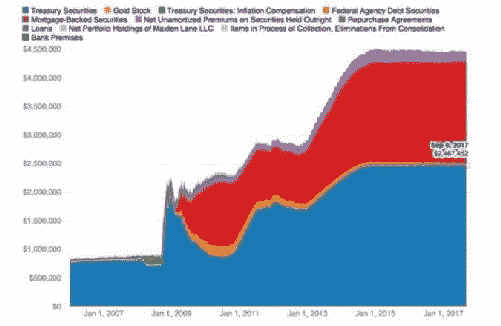 Treasury Securities Gold Stock Treasury Securities: Inflation Compensation Federal Agency Debt Securities
Mortgage-Backed Securities Net Unamortized Premiums on Securities Held Outright Repurchase Agreements
Loans Net Portfolio Holdings of Maiden Lane LLC Items in Process of Collection, Eliminations From Consolidation
Bank Premises
$4,500,000
$4,000,000
$3,500,000
$3,000,000
Sep 6, 2017
$2,500,000
$2,000,000
$1,500,000
$1,000,000
$500,000
$0
Jan 1, 2007 Jan 1, 2009 Jan 1, 2011 Jan 1, 2013 Jan 1, 2015 Jan 1, 2017